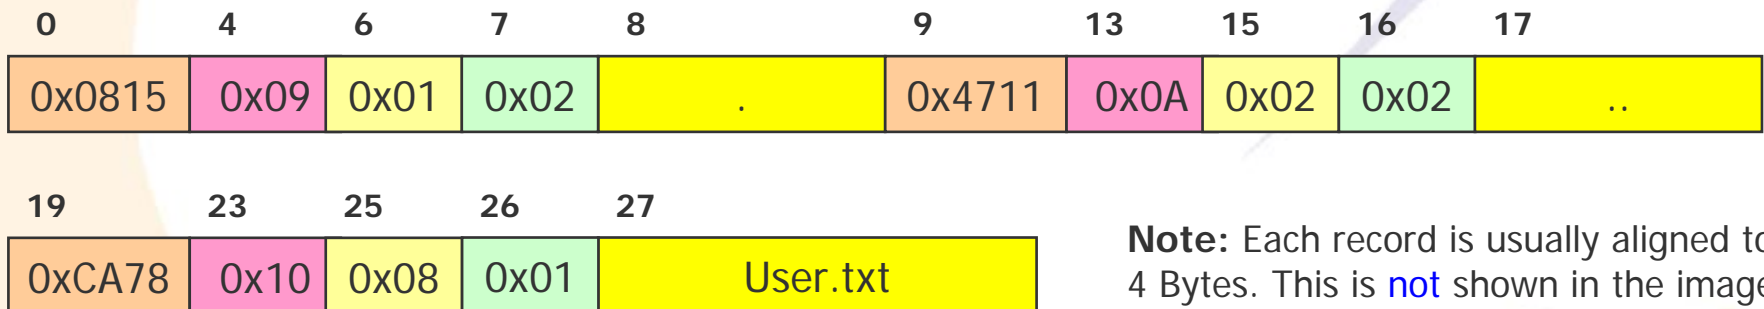 0 4 6 7 8 9 13 15 16 17
0x0815 0x09 0x01 0x02 . 0x4711 0x0A 0x02 0x02 ..
19 23 25 26 27
0xCA78 0x10 0x08 0x01 User.txt
Note: Each record is usually aligned to
4 Bytes. This is not shown in the image